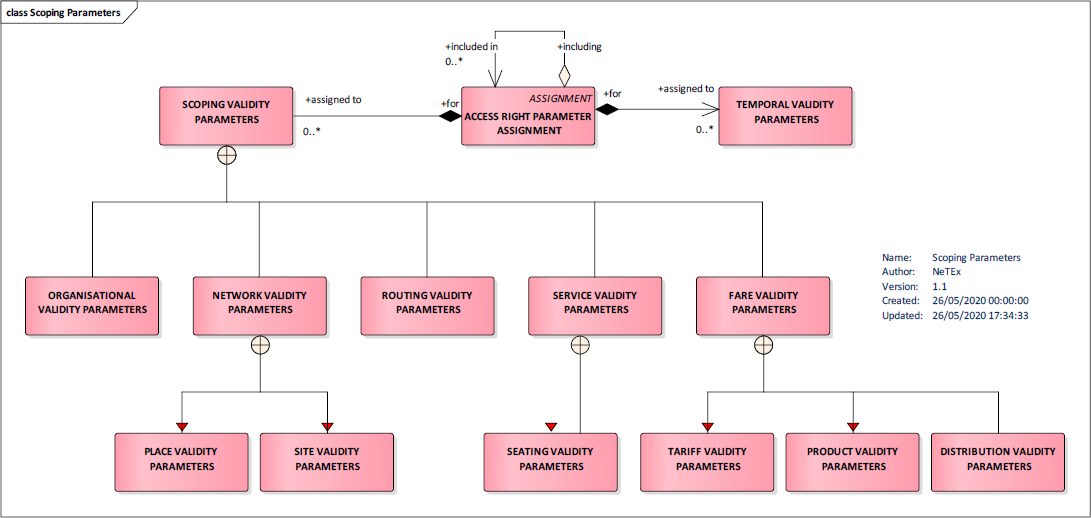 class Scoping Parameters
+included in
+including
0..*
SCOPING VALIDITY
PARAMETERS
+assigned to
0..*
+for
ASSIGNMENT
ACCESS RIGHT PARAMETER
ASSIGNMENT
+for
+assigned to
0..*
TEMPORAL VALIDITY
PARAMETERS
ORGANISATIONAL
VALIDITY PARAMETERS
NETWORK VALIDITY
PARAMETERS
ROUTING VALIDITY
PARAMETERS
SERVICE VALIDITY
PARAMETERS
FARE VALIDITY
PARAMETERS
Name: Scoping Parameters
Author: NeTEx
Version: 1.1
Created: 26/05/2020 00:00:00
Updated: 26/05/2020 17:34:33
PLACE VALIDITY
PARAMETERS
SITE VALIDITY
PARAMETERS
SEATING VALIDITY
PARAMETERS
TARIFF VALIDITY
PARAMETERS
PRODUCT VALIDITY
PARAMETERS
DISTRIBUTION VALIDITY
PARAMETERS